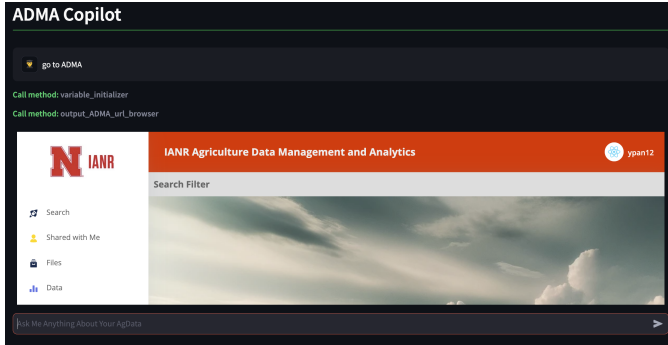 ADMA Copilot
go to ADMA
Call method: variable_initializer
Call method: output_ADMA_url_browser
N IANR
IANR Agriculture Data Management and Analytics
ypan12
Search Filter
Search
Shared with Me
Files
Data
Ask Me Anything About Your AgData